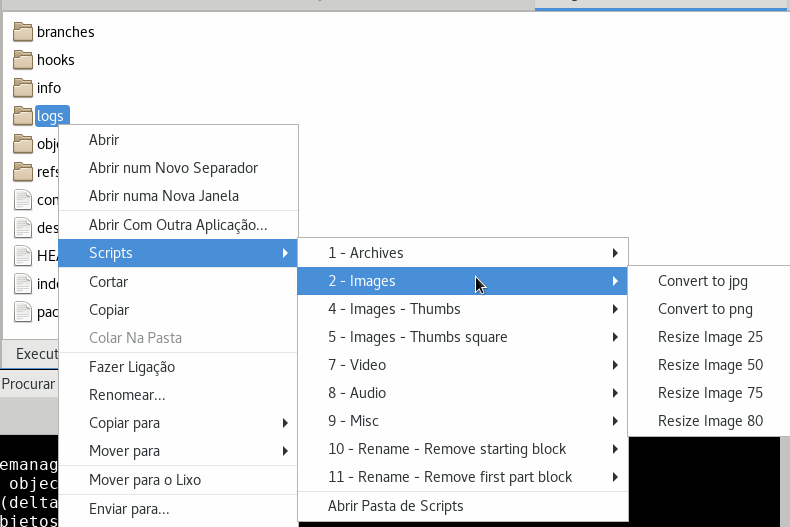 branches
hooks
info
logs
Abrir
Abrir num Novo Separador
Abrir numa Nova Janela
Abrir Com Outra Aplicação...
Scripts
Cortar
Copiar
Colar Na Pasta
Fazer Ligação
Renomear...
Copiar para
Mover para
Mover para o Lixo
Enviar para...
1 - Archives
2 - Images
4 - Images - Thumbs
5 - Images - Thumbs square
7 - Video
8 - Audio
9 - Misc
10 - Rename - Remove starting block
11 - Rename - Remove first part block
Abrir Pasta de Scripts
Convert to jpg
Convert to png
Resize Image 25
Resize Image 50
Resize Image 75
Resize Image 80
obj
refs
con
des
HEA
inde
pac
Execut
Procurar
emanag
objec
(delta
bjetos